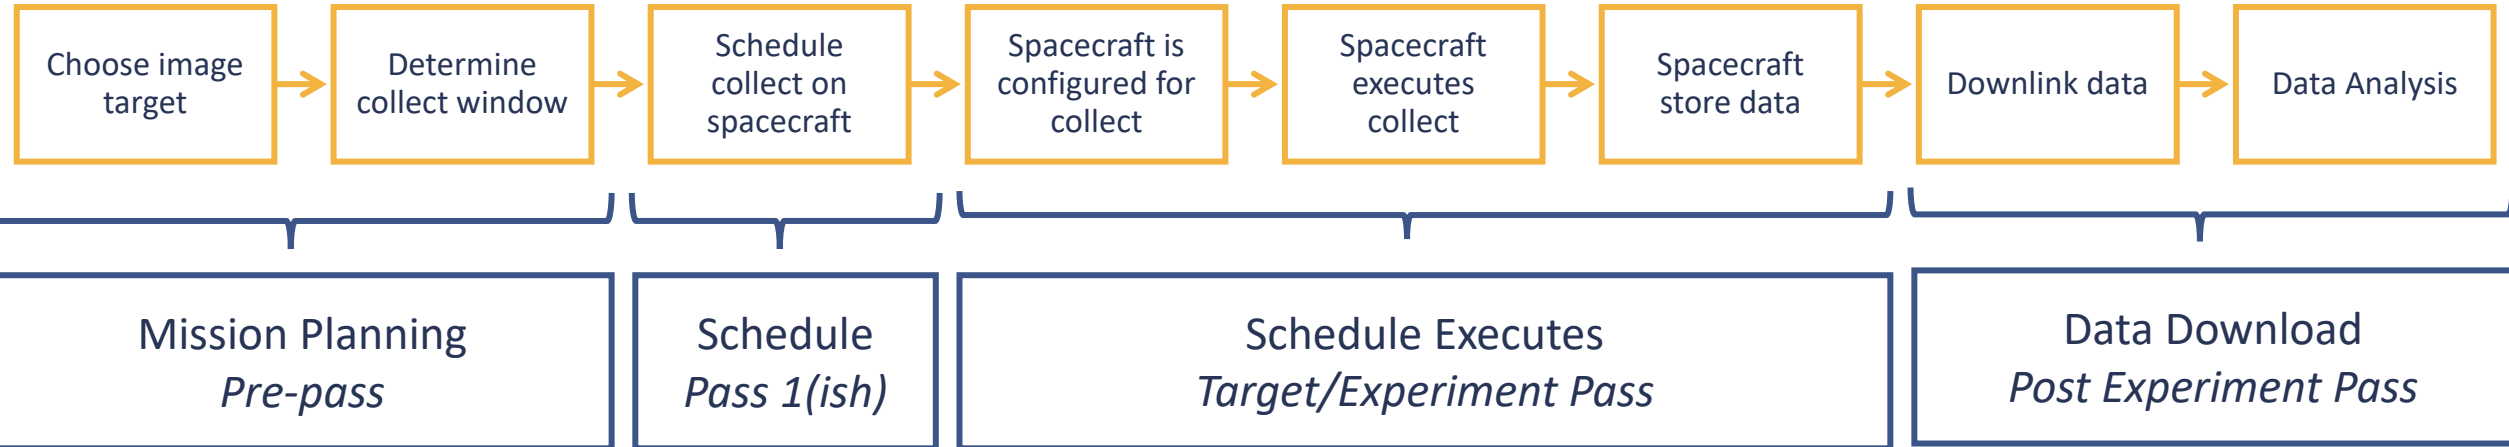 Choose image
target
Determine
collect window
Schedule
collect on
spacecraft
Spacecraft is
configured for
collect
Spacecraft
executes
collect
Spacecraft
store data
Downlink data
Data Analysis
Mission Planning
Pre-pass
Schedule
Pass 1(ish)
Schedule Executes
Target/Experiment Pass
Data Download
Post Experiment Pass